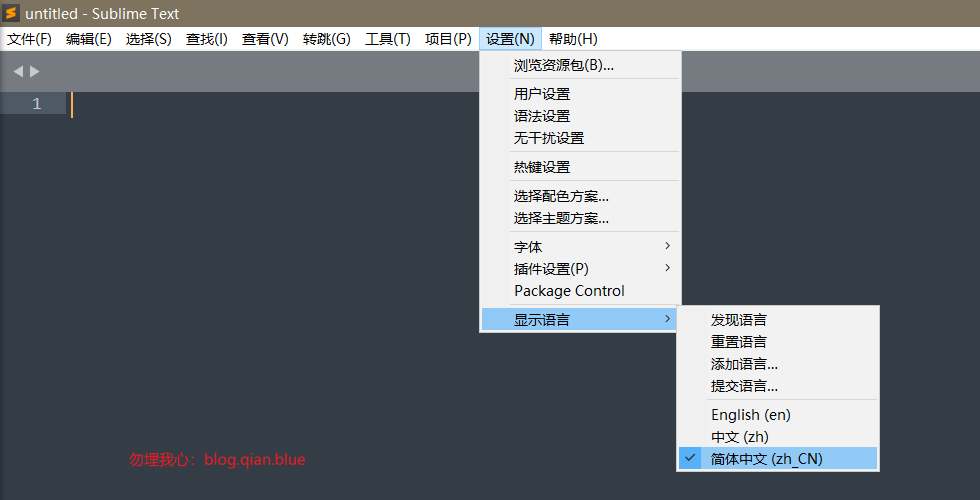 untitled - Sublime Text
文件(F) 编辑(E) 选择(S) 查找(I) 查看(V) 转跳(G) 工具(T) 项目(P) 设置(N) 帮助(H)
浏览资源包(B)...
1
用户设置
语法设置
无干扰设置
热键设置
选择配色方案...
选择主题方案...
字体
插件设置(P)
Package Control
显示语言
发现语言
重置语言
添加语言...
提交语言...
English (en)
中文 (zh)
简体中文 (zh_CN)
勿埋我心：blog.qian.blue